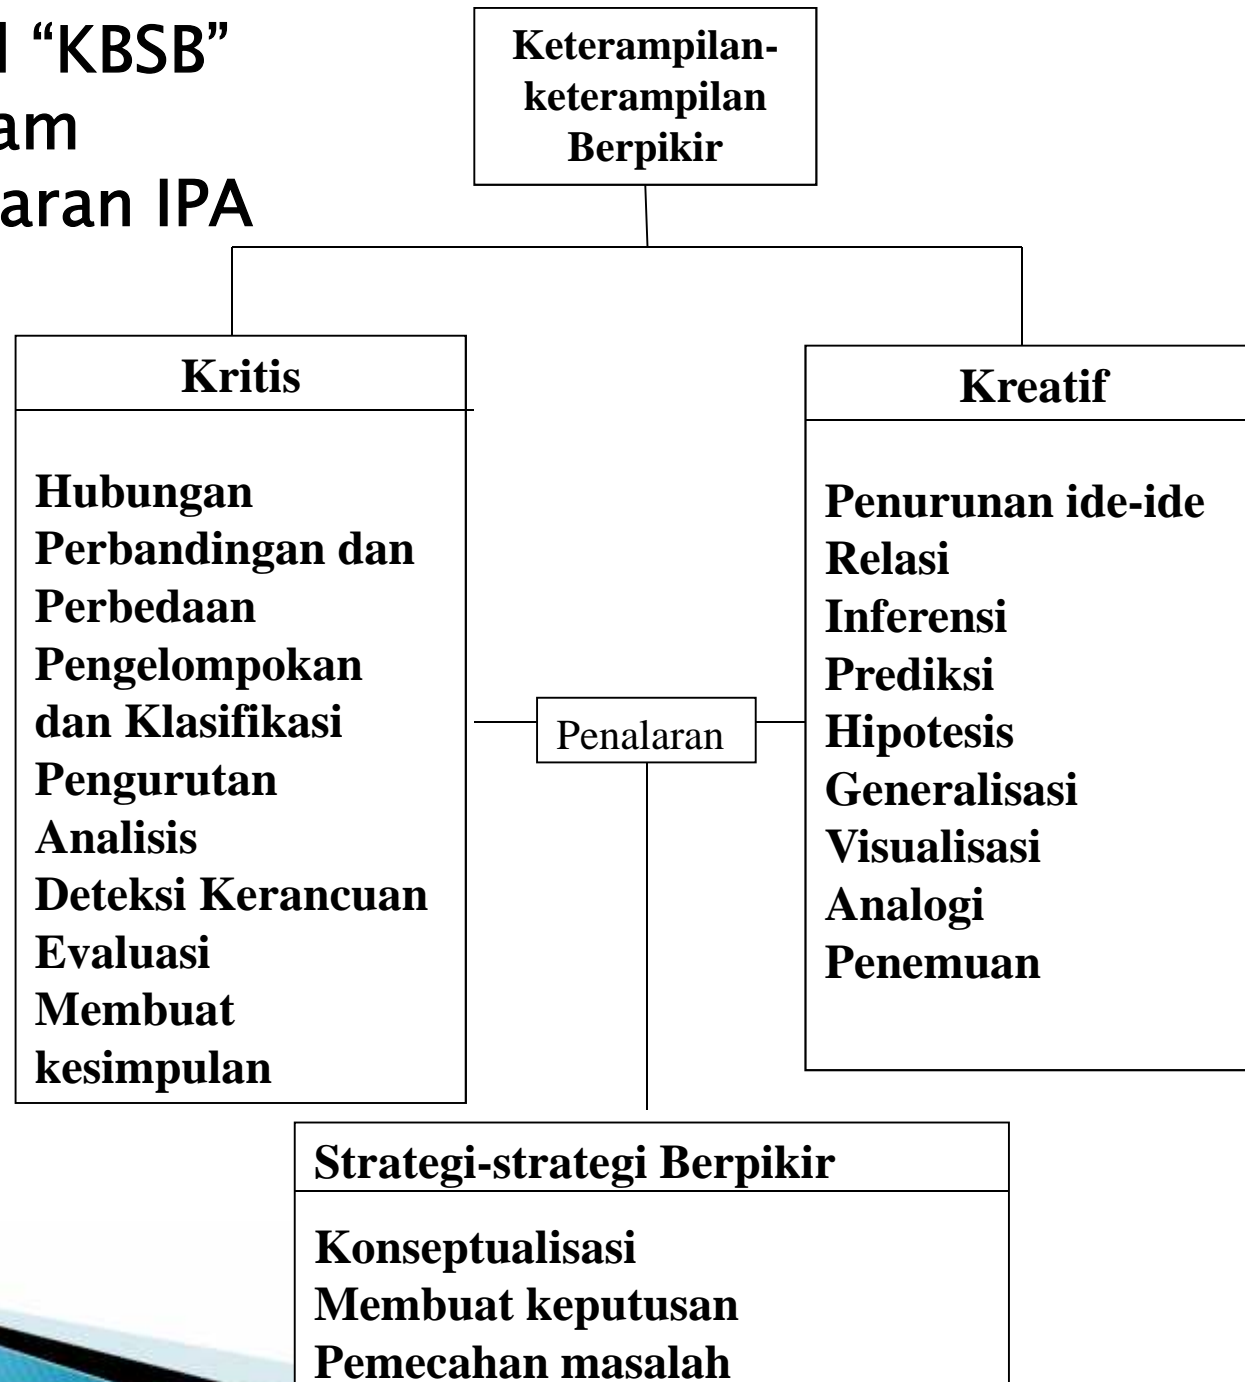 “KBSB”
IPA
Keterampilan-
keterampilan
Berpikir
Kritis
Hubungan
Perbandingan dan
Perbedaan
Pengelompokan
dan Klasifikasi
Pengurutan
Analisis
Deteksi Kerancuan
Evaluasi
Membuat
kesimpulan
Kreatif
Penurunan ide-ide
Relasi
Inferensi
Prediksi
Hipotesis
Generalisasi
Visualisasi
Analogi
Penemuan
Penalaran
Strategi-strategi Berpikir
Konseptualisasi
Membuat keputusan
Pemecahan masalah